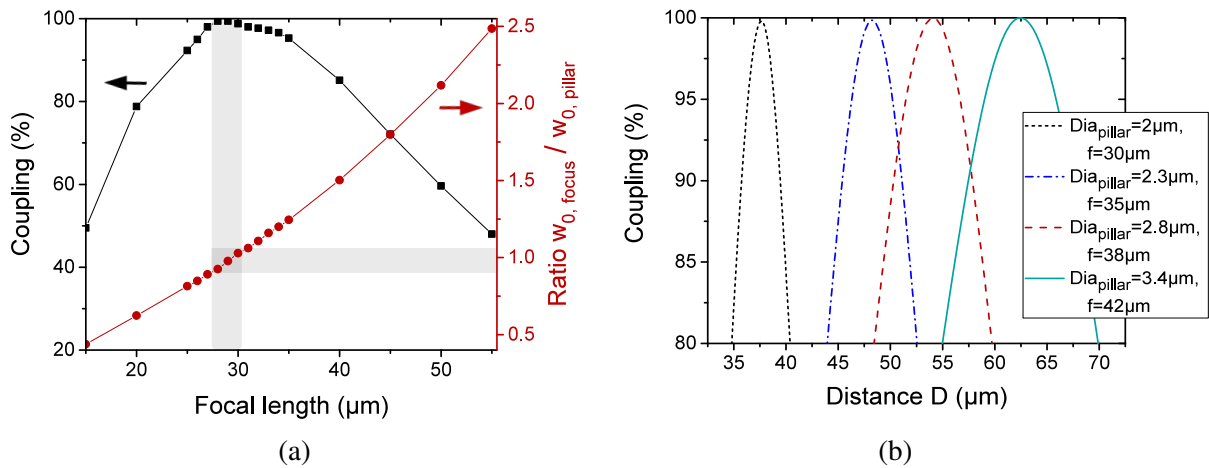 100
80
60
40
20
Coupling (%)
20
30
40
50
Focal length (μm)
2.5
2.0
1.5
1.0
0.5
Ratio w0, focus / w0, pillar
(a)
100
95
90
85
80
Coupling (%)
35
40
45
50
55
60
65
70
Distance D (μm)
Diapillar=2μm,
f=30μm
Diapillar=2.3μm,
f=35μm
Diapillar=2.8μm,
f=38μm
Diapillar=3.4μm,
f=42μm
(b)